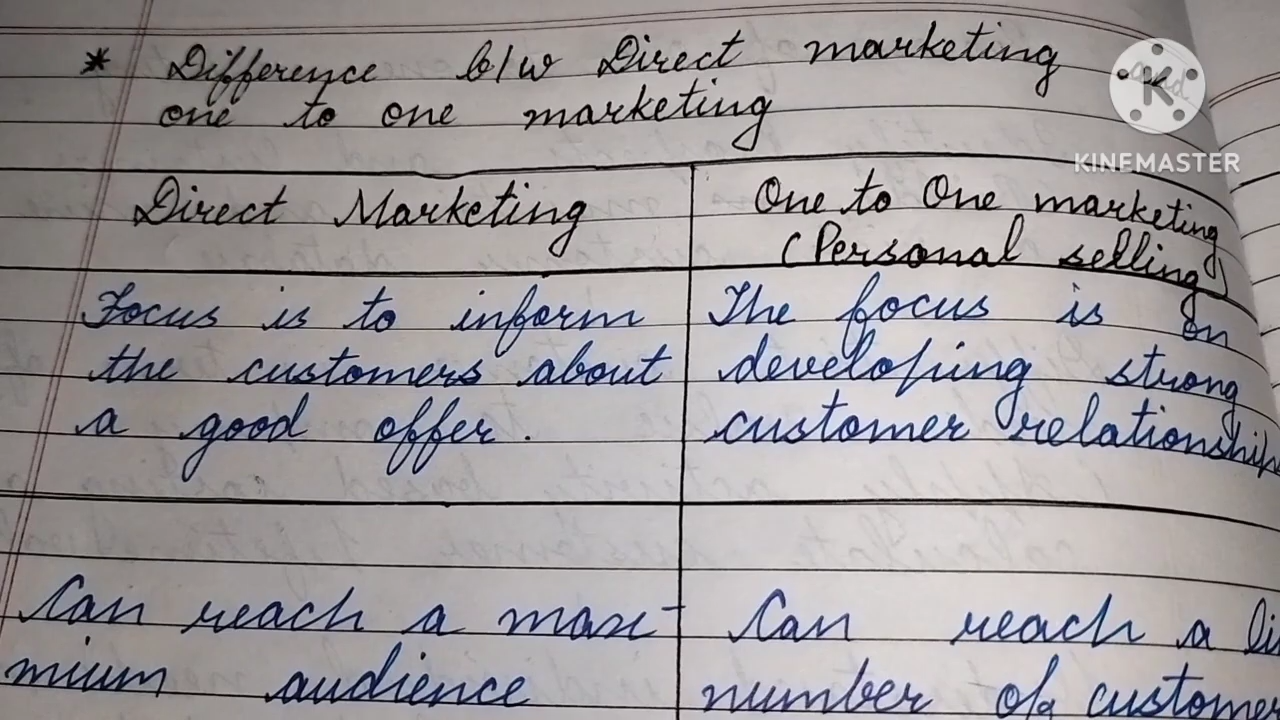 * Difference b/w Direct marketing and
one to one marketing
KINEMASTER
Direct Marketing
One to One marketing
(Personal selling)
Focus is to inform
the customers about
a good offer.
The focus is on
developing strong
customer relationship
Can reach a maxi-
mium audience
Can reach a li
number of customer